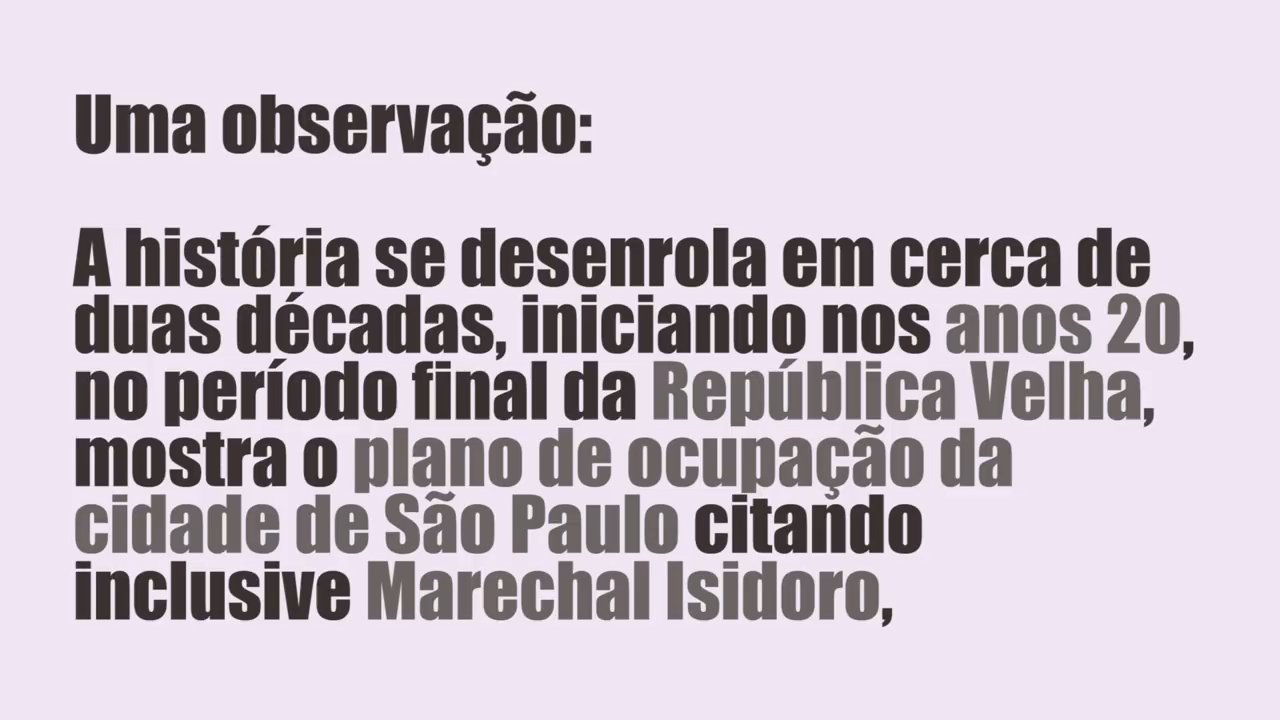 Uma observação:
A história se desenrola em cerca de
duas décadas, iniciando nos anos 20,
no período final da República Velha,
mostra o plano de ocupação da
cidade de São Paulo citando
inclusive Marechal Isidoro,